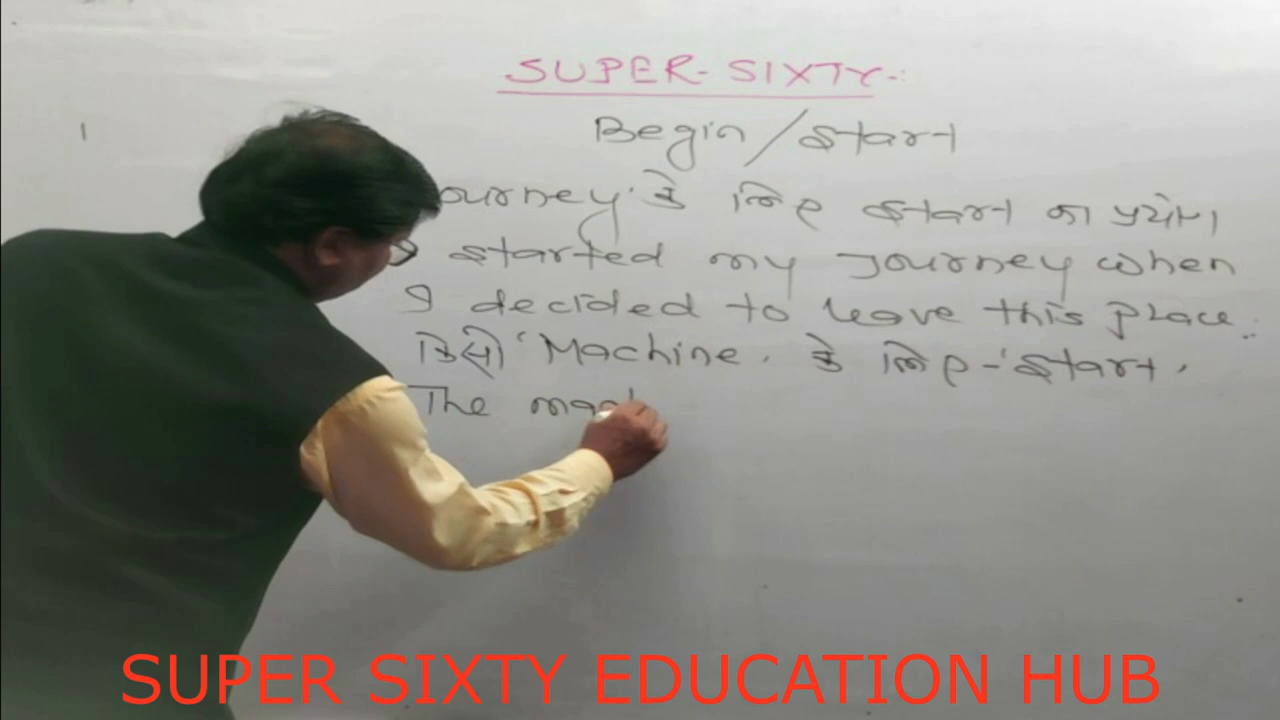 SUPER-SIXTY-:
Begin/start
ourney के लिए start का प्रयोग।
I started my Journey when
I decided to leave this place.
किसी 'Machine. के लिए-'start.
The mach
SUPER SIXTY EDUCATION HUB